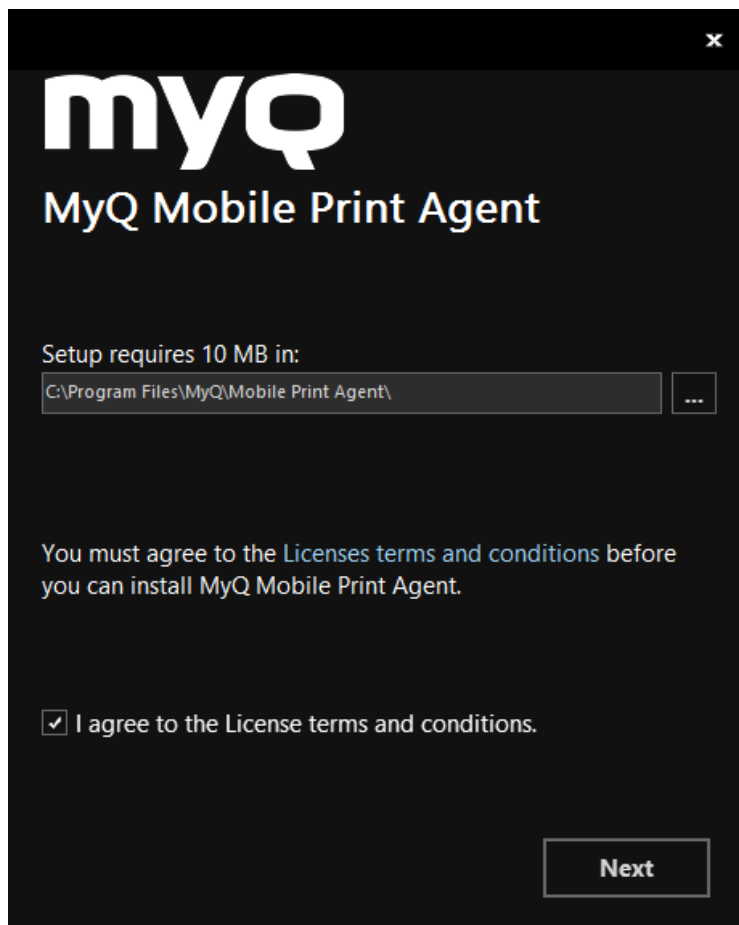 x
myQ
MyQ Mobile Print Agent
Setup requires 10 MB in:
C:\Program Files\MyQ\Mobile Print Agent\
...
You must agree to the Licenses terms and conditions before
you can install MyQ Mobile Print Agent.
I agree to the License terms and conditions.
Next